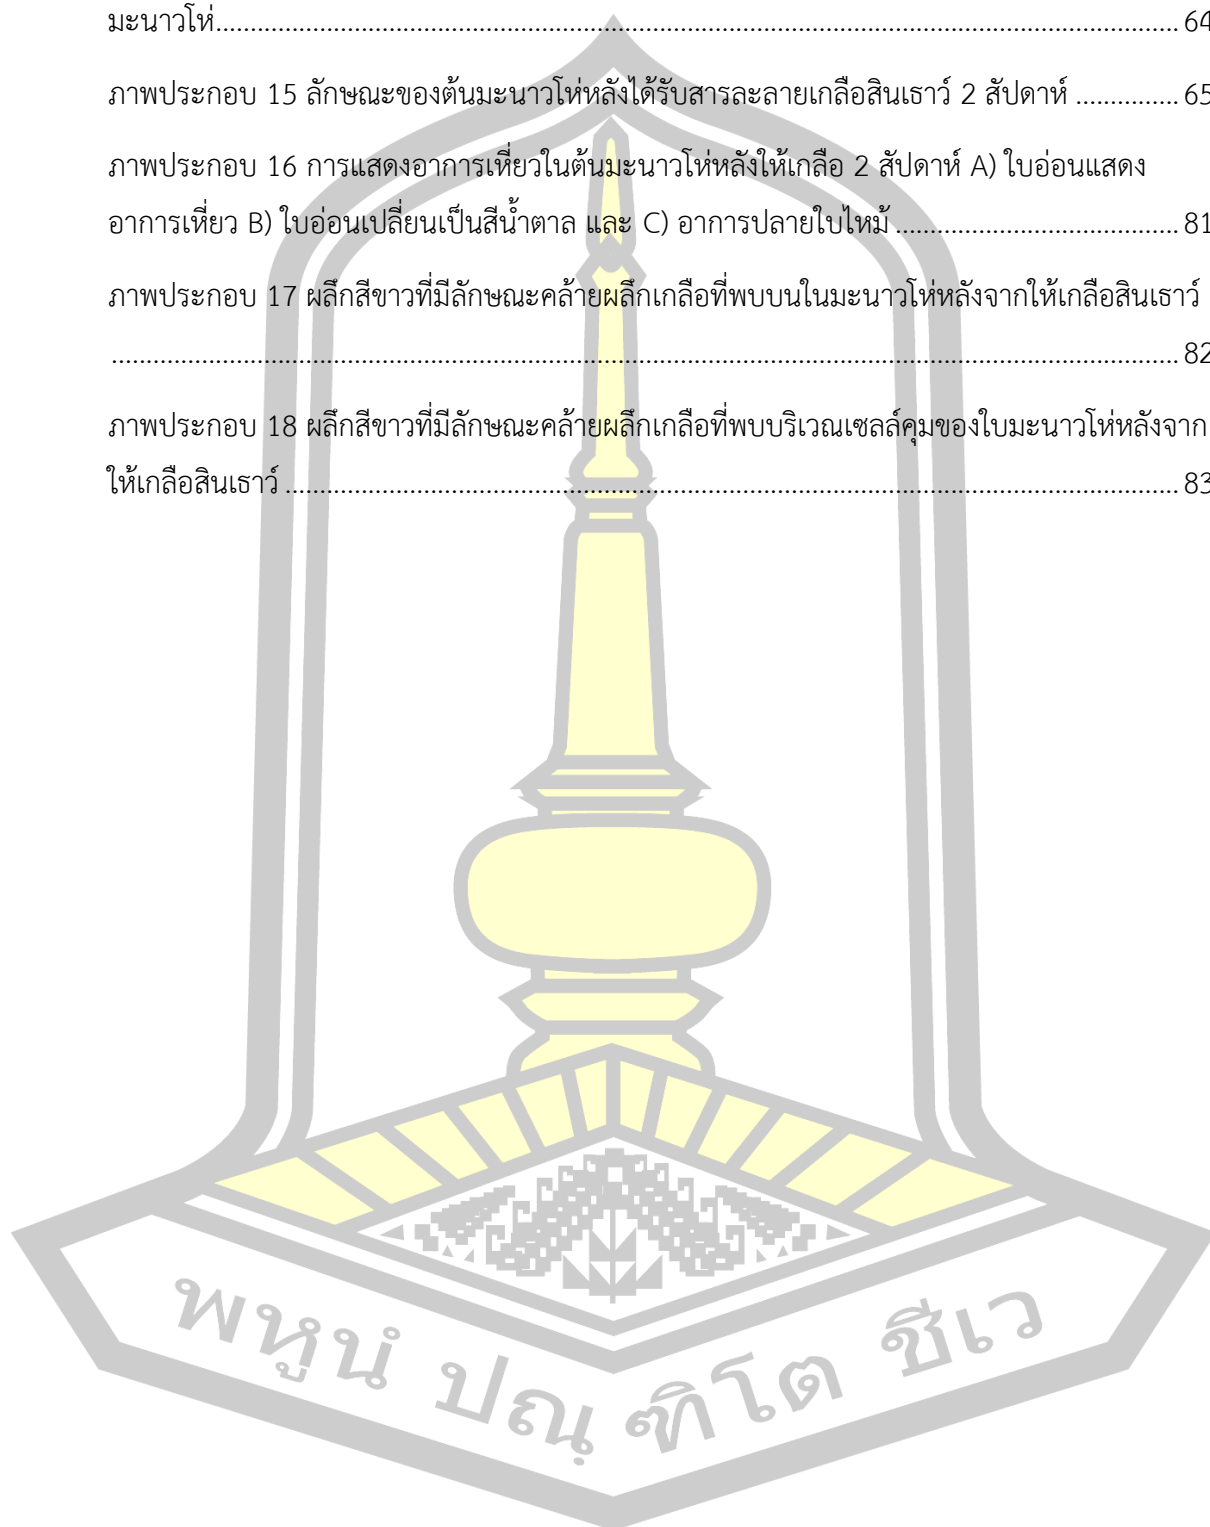 มะนาวโห่........................................................................................................................ 64
ภาพประกอบ 15 ลักษณะของต้นมะนาวโห่หลังได้รับสารละลายเกลือสินเธาว์ 2 สัปดาห์ ............... 65
ภาพประกอบ 16 การแสดงอาการเหี่ยวในต้นมะนาวโห่หลังให้เกลือ 2 สัปดาห์ A) ใบอ่อนแสดง
อาการเหี่ยว B) ใบอ่อนเปลี่ยนเป็นสีน้ำตาล และ C) อาการปลายใบไหม้ .................................... 81
ภาพประกอบ 17 ผลึกสีขาวที่มีลักษณะคล้ายผลึกเกลือที่พบบนในมะนาวโห่หลังจากให้เกลือสินเธาว์
..................................................................................................................................... 82
ภาพประกอบ 18 ผลึกสีขาวที่มีลักษณะคล้ายผลึกเกลือที่พบบริเวณเซลล์คุมของใบมะนาวโห่หลังจาก
ให้เกลือสินเธาว์ ............................................................................................................... 83
พหูนํ ปณฺฑิโต ชีเว